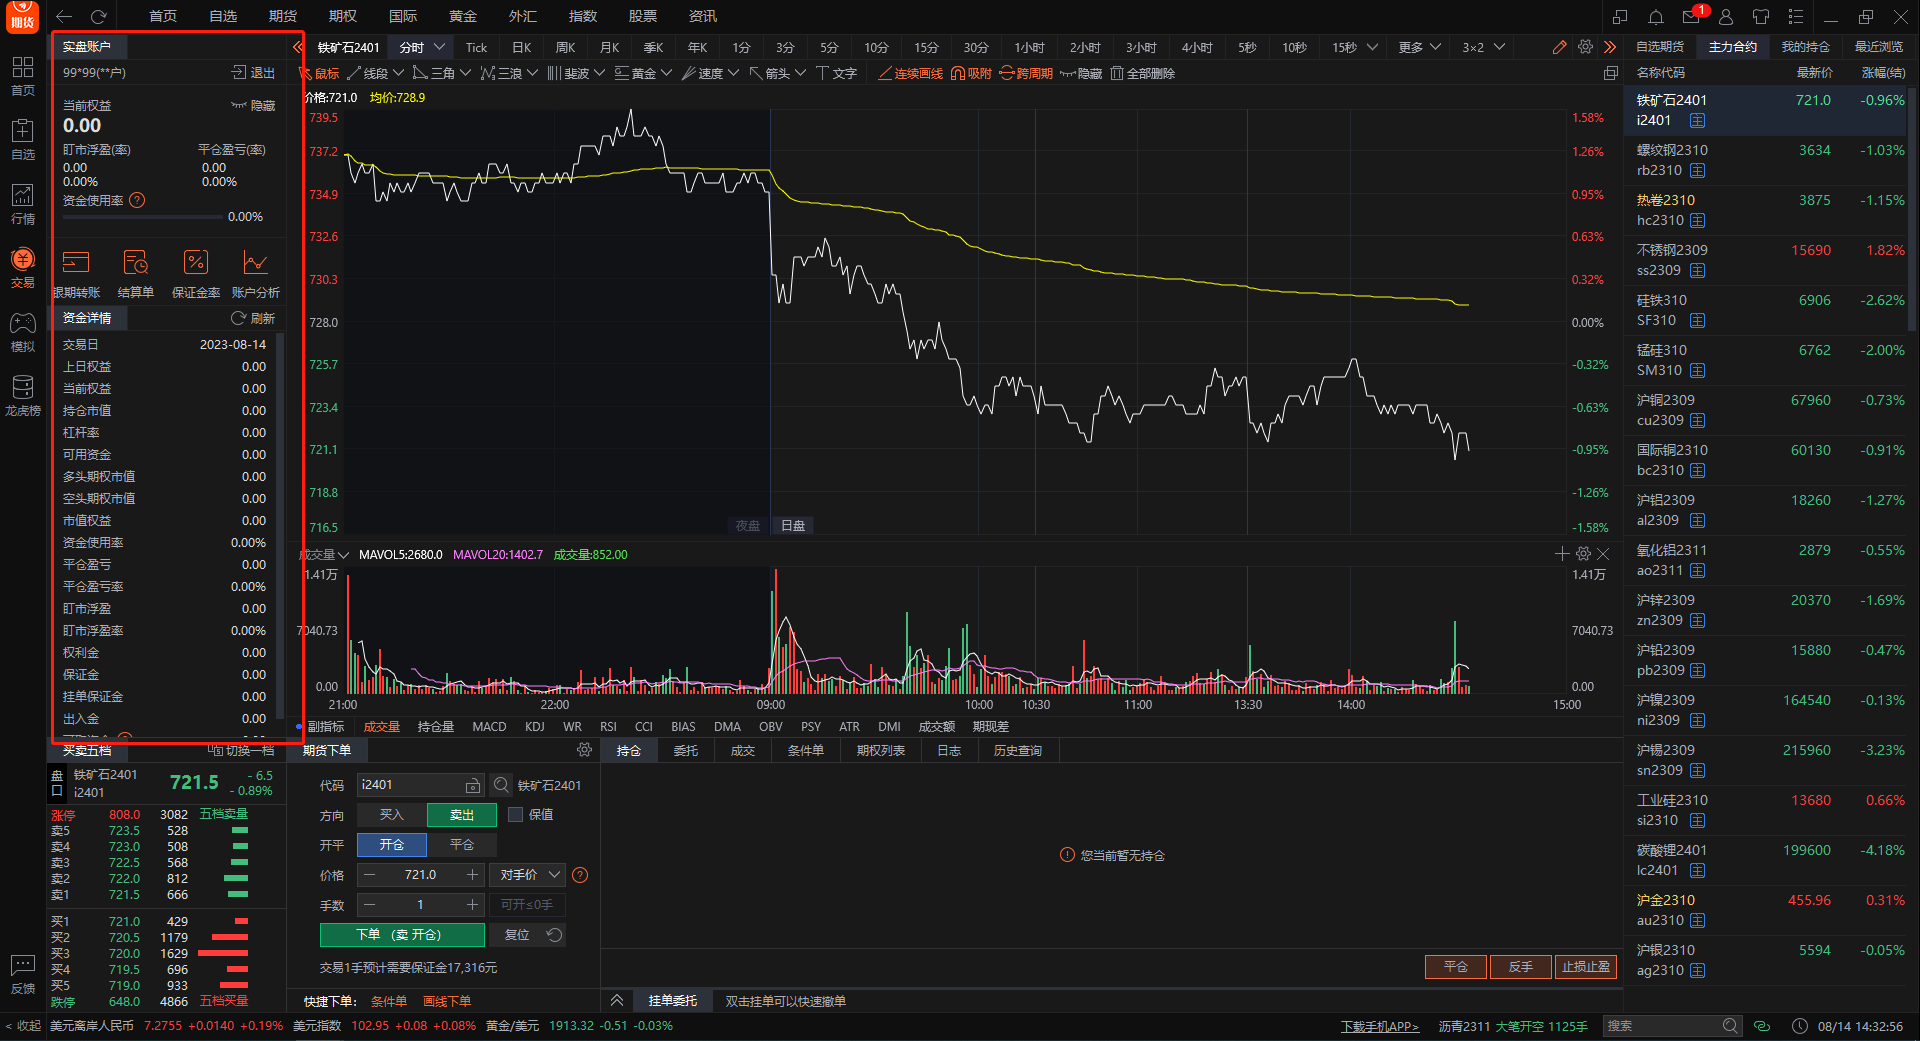 期货
首页 自选 期货 期权 国际 黄金 外汇 指数 股票 资讯
1
首页
自选
行情
交易
模拟
龙虎榜
反馈
实盘账户
99*99(**户) 退出
当前权益 隐藏
0.00
盯市浮盈(率) 平仓盈亏(率)
0.00 0.00
0.00% 0.00%
资金使用率 ?
0.00%
银期转账 结算单 保证金率 账户分析
资金详情 刷新
交易日 2023-08-14
上日权益 0.00
当前权益 0.00
持仓市值 0.00
杠杆率 0.00
可用资金 0.00
多头期权市值 0.00
空头期权市值 0.00
市值权益 0.00
资金使用率 0.00%
平仓盈亏 0.00
平仓盈亏率 0.00%
盯市浮盈 0.00
盯市浮盈率 0.00%
权利金 0.00
保证金 0.00
挂单保证金 0.00
出入金 0.00
铁矿石2401 分时 Tick 日K 周K 月K 季K 年K 1分 3分 5分 10分 15分 30分 1小时 2小时 3小时 4小时 5秒 10秒 15秒 更多 3×2
鼠标 线段 三角 三浪 斐波 黄金 速度 箭头 文字 连续画线 吸附 跨周期 隐藏 全部删除
价格:721.0 均价:728.9
739.5 1.58%
737.2 1.26%
734.9 0.95%
732.6 0.63%
730.3 0.32%
728.0 0.00%
725.7 -0.32%
723.4 -0.63%
721.1 -0.95%
718.8 -1.26%
716.5 -1.58%
夜盘 日盘
成交量 MAVOL5:2680.0 MAVOL20:1402.7 成交量:852.00
1.41万 1.41万
7040.73 7040.73
0.00 0.00
21:00 22:00 09:00 10:00 10:30 11:00 13:30 14:00 15:00
副指标 成交量 持仓量 MACD KDJ WR RSI CCI BIAS DMA OBV PSY ATR DMI 成交额 期现差
自选期货 主力合约 我的持仓 最近浏览
名称代码 最新价 涨幅(结)
铁矿石2401 721.0 -0.96%
i2401 主
螺纹钢2310 3634 -1.03%
rb2310 主
热卷2310 3875 -1.15%
hc2310 主
不锈钢2309 15690 1.82%
ss2309 主
硅铁310 6906 -2.62%
SF310 主
锰硅310 6762 -2.00%
SM310 主
沪铜2309 67960 -0.73%
cu2309 主
国际铜2310 60130 -0.91%
bc2310 主
沪铝2309 18260 -1.27%
al2309 主
氧化铝2311 2879 -0.55%
ao2311 主
沪锌2309 20370 -1.69%
zn2309 主
沪铅2309 15880 -0.47%
pb2309 主
沪镍2309 164540 -0.13%
ni2309 主
沪锡2309 215960 -3.23%
sn2309 主
工业硅2310 13680 0.66%
si2310 主
碳酸锂2401 199600 -4.18%
lc2401 主
沪金2310 455.96 0.31%
au2310 主
沪银2310 5594 -0.05%
ag2310 主
买卖五档 切换一档
盘口 铁矿石2401 i2401 721.5 - 6.5 - 0.89%
涨停 808.0 3082 五档卖量
卖5 723.5 528
卖4 723.0 508
卖3 722.5 568
卖2 722.0 812
卖1 721.5 666
买1 721.0 429
买2 720.5 1179
买3 720.0 1629
买4 719.5 696
买5 719.0 933
跌停 648.0 4866 五档买量
期货下单
代码 i2401 铁矿石2401
方向 买入 卖出 保值
开平 开仓 平仓
价格 — 721.0 + 对手价 ?
手数 — 1 + 可开≤0手
下单 (卖 开仓) 复位
交易1手预计需要保证金17,316元
快捷下单: 条件单 画线下单
持仓 委托 成交 条件单 期权列表 日志 历史查询
您当前暂无持仓
平仓 反手 止损止盈
挂单委托 双击挂单可以快速撤单
< 收起 美元离岸人民币 7.2755 +0.0140 +0.19% 美元指数 102.95 +0.08 +0.08% 黄金/美元 1913.32 -0.51 -0.03% 下载手机APP> 沥青2311 大笔开空 1125手 搜索 08/14 14:32:56